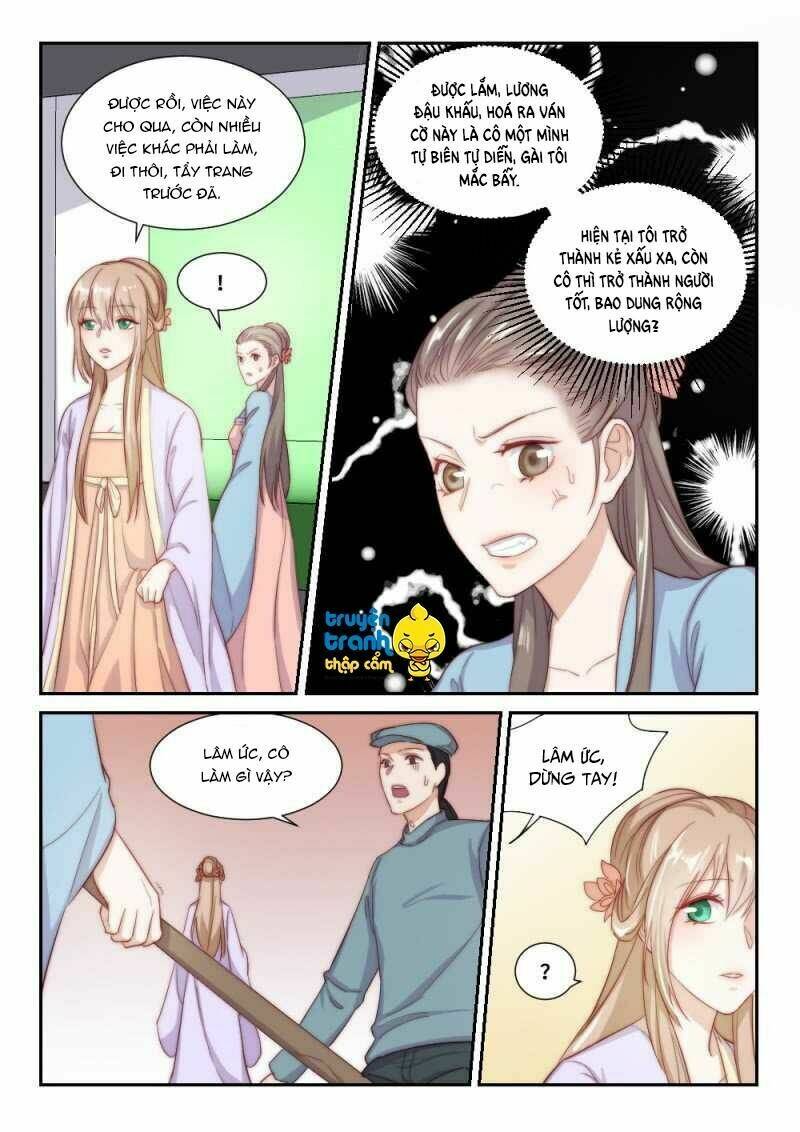 ĐƯỢC RỒI, VIỆC NÀY
CHO QUA, CÒN NHIỀU
VIỆC KHÁC PHẢI LÀM,
ĐI THÔI, TẨY TRANG
TRƯỚC ĐÃ.
!
ĐƯỢC LẮM, LƯƠNG
ĐẬU KHẤU, HOÁ RA VÁN
CỜ NÀY LÀ CÔ MỘT MÌNH
TỰ BIÊN TỰ DIỄN, GÀI TÔI
MẮC BẪY.
HIỆN TẠI TÔI TRỞ
THÀNH KẺ XẤU XA, CÒN
CÔ THÌ TRỞ THÀNH NGƯỜI
TỐT, BAO DUNG RỘNG
LƯỢNG?
truyện
tranh
thập cẩm
LÂM ỨC, CÔ
LÀM GÌ VẬY?
LÂM ỨC,
DỪNG TAY!
?